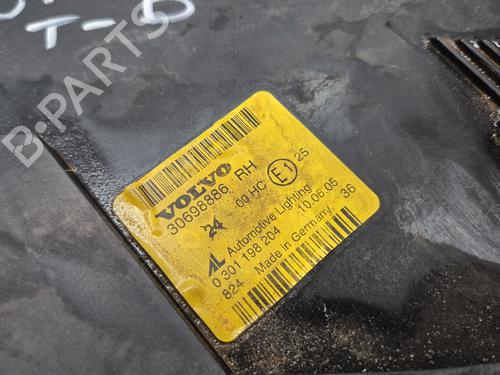 T-5
B-PARTS
VOLVO
30698886 RH
24 00 HC E1 25
AL Automotive Lighting 10.06.05
0 301 198 204
824 Made in Germany 36